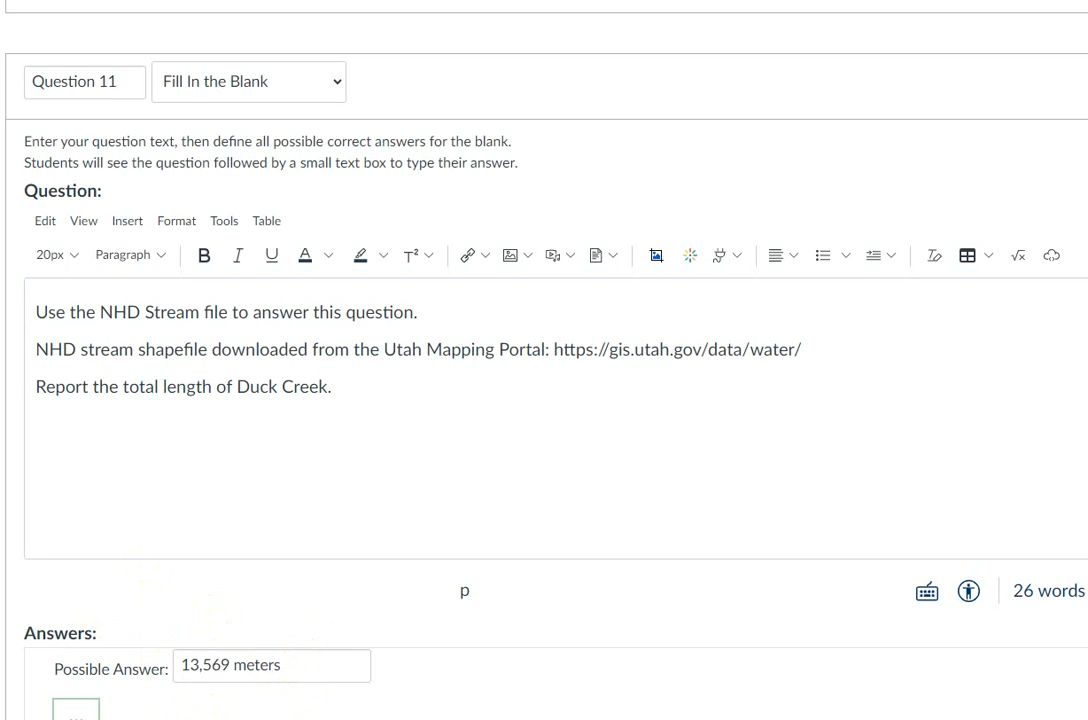 Question 11 Fill In the Blank
Enter your question text, then define all possible correct answers for the blank.
Students will see the question followed by a small text box to type their answer.
Question:
Edit View Insert Format Tools Table
20px Paragraph B I U A T²
Use the NHD Stream file to answer this question.
NHD stream shapefile downloaded from the Utah Mapping Portal: https://gis.utah.gov/data/water/
Report the total length of Duck Creek.
p 26 words
Answers:
Possible Answer: 13,569 meters
...